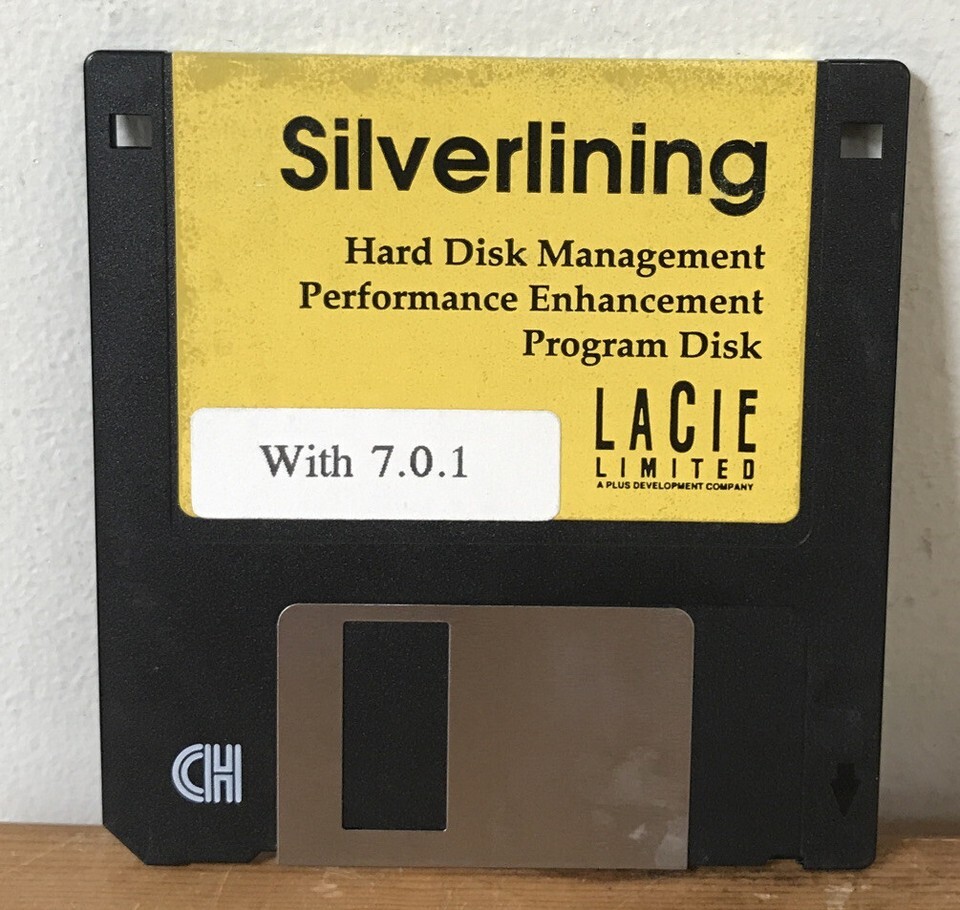 Silverlining
Hard Disk Management
Performance Enhancement
Program Disk
LACIE
LIMITED
A PLUS DEVELOPMENT COMPANY
With 7.0.1
CH